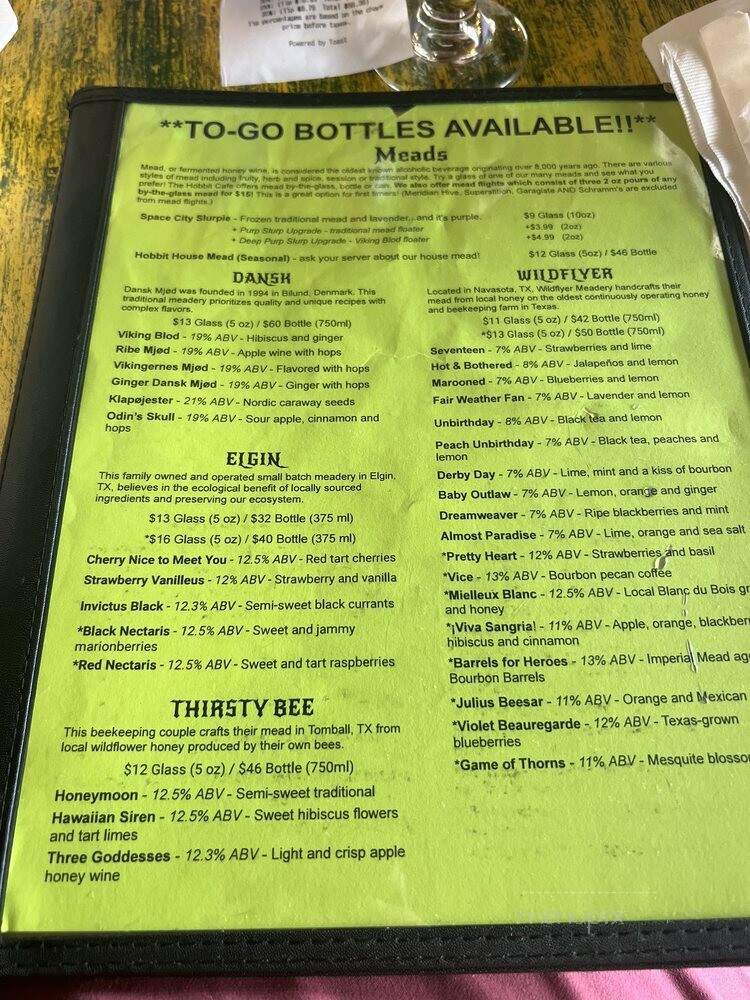 Powered by Toast
**TO-GO BOTTLES AVAILABLE!!**
Meads
Mead, or fermented honey wine, is considered the oldest known alcoholic beverage originating over 8,000 years ago. There are various
styles of mead including fruity, herb and spice, session or traditional style. Try a glass of one of our many meads and see what you
prefer! The Hobbit Cafe offers mead by-the-glass, bottle or can. We also offer mead flights which consist of three 2 oz pours of any
by-the-glass mead for $15! This is a great option for first timers! (Meridian Hive, Superstition, Garagiste AND Schramm's are excluded
from mead flights.)
Space City Slurpie - Frozen traditional mead and lavender...and it's purple. $9 Glass (10oz)
+ Purp Slurp Upgrade - traditional mead floater +$3.99 (2oz)
+ Deep Purp Slurp Upgrade - Viking Blod floater +$4.99 (2oz)
Hobbit House Mead (Seasonal) - ask your server about our house mead! $12 Glass (5oz) / $46 Bottle
DANSK
Dansk Mjød was founded in 1994 in Bilund, Denmark. This
traditional meadery prioritizes quality and unique recipes with
complex flavors.
$13 Glass (5 oz) / $60 Bottle (750ml)
Viking Blod - 19% ABV - Hibiscus and ginger
Ribe Mjød - 19% ABV - Apple wine with hops
Vikingernes Mjød - 19% ABV - Flavored with hops
Ginger Dansk Mjød - 19% ABV - Ginger with hops
Klapøjester - 21% ABV - Nordic caraway seeds
Odin's Skull - 19% ABV - Sour apple, cinnamon and
hops
ELGIN
This family owned and operated small batch meadery in Elgin,
TX, believes in the ecological benefit of locally sourced
ingredients and preserving our ecosystem.
$13 Glass (5 oz) / $32 Bottle (375 ml)
*$16 Glass (5 oz) / $40 Bottle (375 ml)
Cherry Nice to Meet You - 12.5% ABV - Red tart cherries
Strawberry Vanilleus - 12% ABV - Strawberry and vanilla
Invictus Black - 12.3% ABV - Semi-sweet black currants
*Black Nectaris - 12.5% ABV - Sweet and jammy
marionberries
*Red Nectaris - 12.5% ABV - Sweet and tart raspberries
THIRSTY BEE
This beekeeping couple crafts their mead in Tomball, TX from
local wildflower honey produced by their own bees.
$12 Glass (5 oz) / $46 Bottle (750ml)
Honeymoon - 12.5% ABV - Semi-sweet traditional
Hawaiian Siren - 12.5% ABV - Sweet hibiscus flowers
and tart limes
Three Goddesses - 12.3% ABV - Light and crisp apple
honey wine
WILDFLYER
Located in Navasota, TX, Wildflyer Meadery handcrafts their
mead from local honey on the oldest continuously operating honey
and beekeeping farm in Texas.
$11 Glass (5 oz) / $42 Bottle (750ml)
*$13 Glass (5 oz) / $50 Bottle (750ml)
Seventeen - 7% ABV - Strawberries and lime
Hot & Bothered - 8% ABV - Jalapeños and lemon
Marooned - 7% ABV - Blueberries and lemon
Fair Weather Fan - 7% ABV - Lavender and lemon
Unbirthday - 8% ABV - Black tea and lemon
Peach Unbirthday - 7% ABV - Black tea, peaches and
lemon
Derby Day - 7% ABV - Lime, mint and a kiss of bourbon
Baby Outlaw - 7% ABV - Lemon, orange and ginger
Dreamweaver - 7% ABV - Ripe blackberries and mint
Almost Paradise - 7% ABV - Lime, orange and sea salt
*Pretty Heart - 12% ABV - Strawberries and basil
*Vice - 13% ABV - Bourbon pecan coffee
*Mielleux Blanc - 12.5% ABV - Local Blanc du Bois gr
and honey
*¡Viva Sangria! - 11% ABV - Apple, orange, blackber
hibiscus and cinnamon
*Barrels for Heroes - 13% ABV - Imperial Mead ag
Bourbon Barrels
*Julius Beesar - 11% ABV - Orange and Mexican
*Violet Beauregarde - 12% ABV - Texas-grown
blueberries
*Game of Thorns - 11% ABV - Mesquite blosso